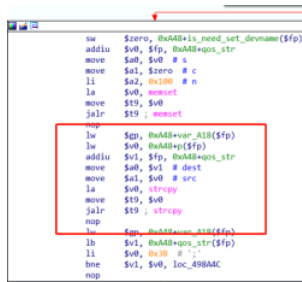 sw $zero, 0xA48+is_need_set_devname($fp)
addiu $v0, $fp, 0xA48+qos_str
move $a0, $v0 # s
move $a1, $zero # c
li $a2, 0x100 # n
la $v0, memset
move $t9, $v0
jalr $t9 ; memset
nop
lw $gp, 0xA48+var_A18($fp)
lw $v0, 0xA48+p($fp)
addiu $v1, $fp, 0xA48+qos_str
move $a0, $v1 # dest
move $a1, $v0 # src
la $v0, strcpy
move $t9, $v0
jalr $t9 ; strcpy
nop
lw $gp, 0xA48+var_A18($fp)
lb $v1, 0xA48+qos_str($fp)
li $v0, 0x38 # ';'
bne $v1, $v0, loc_498A4C
nop